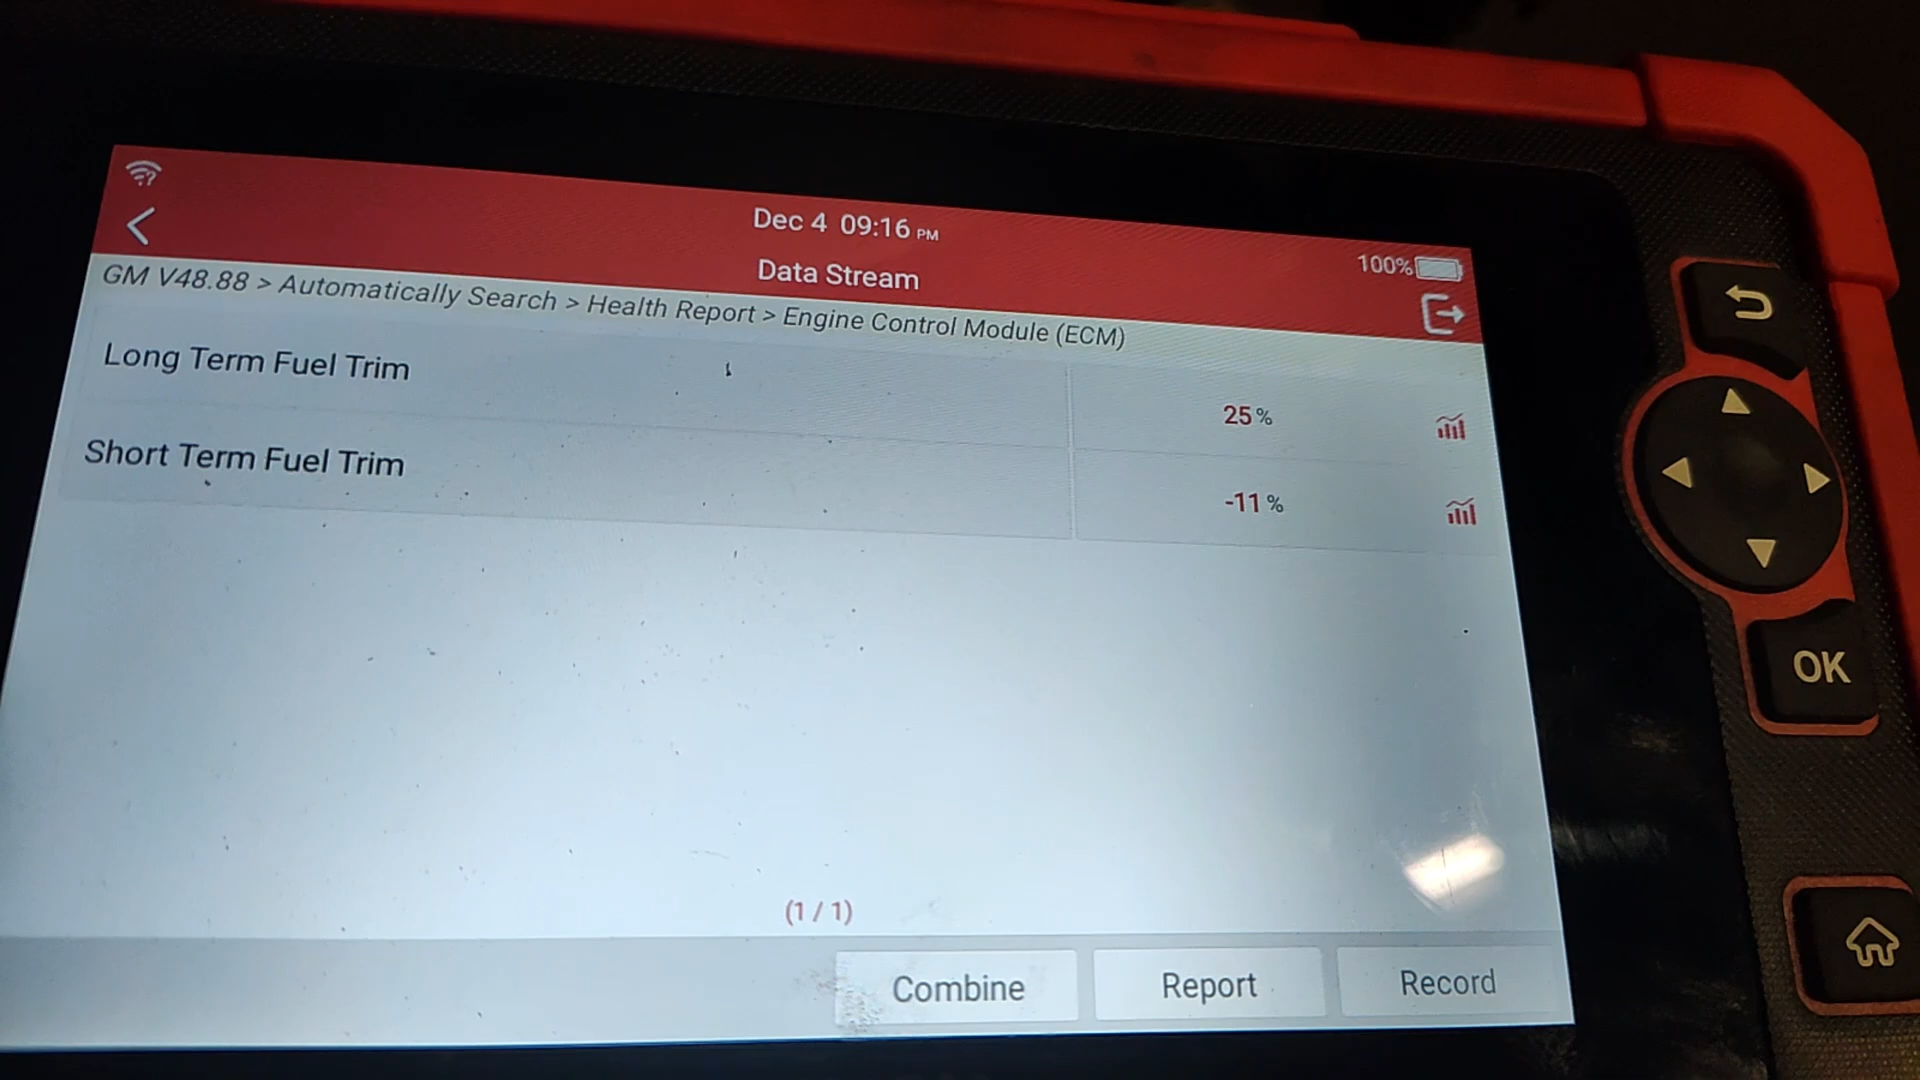 Dec 4 09:16 PM
100%
Data Stream
GM V48.88 > Automatically Search > Health Report > Engine Control Module (ECM)
Long Term Fuel Trim 25 %
Short Term Fuel Trim -11 %
(1 / 1)
Combine Report Record
OK